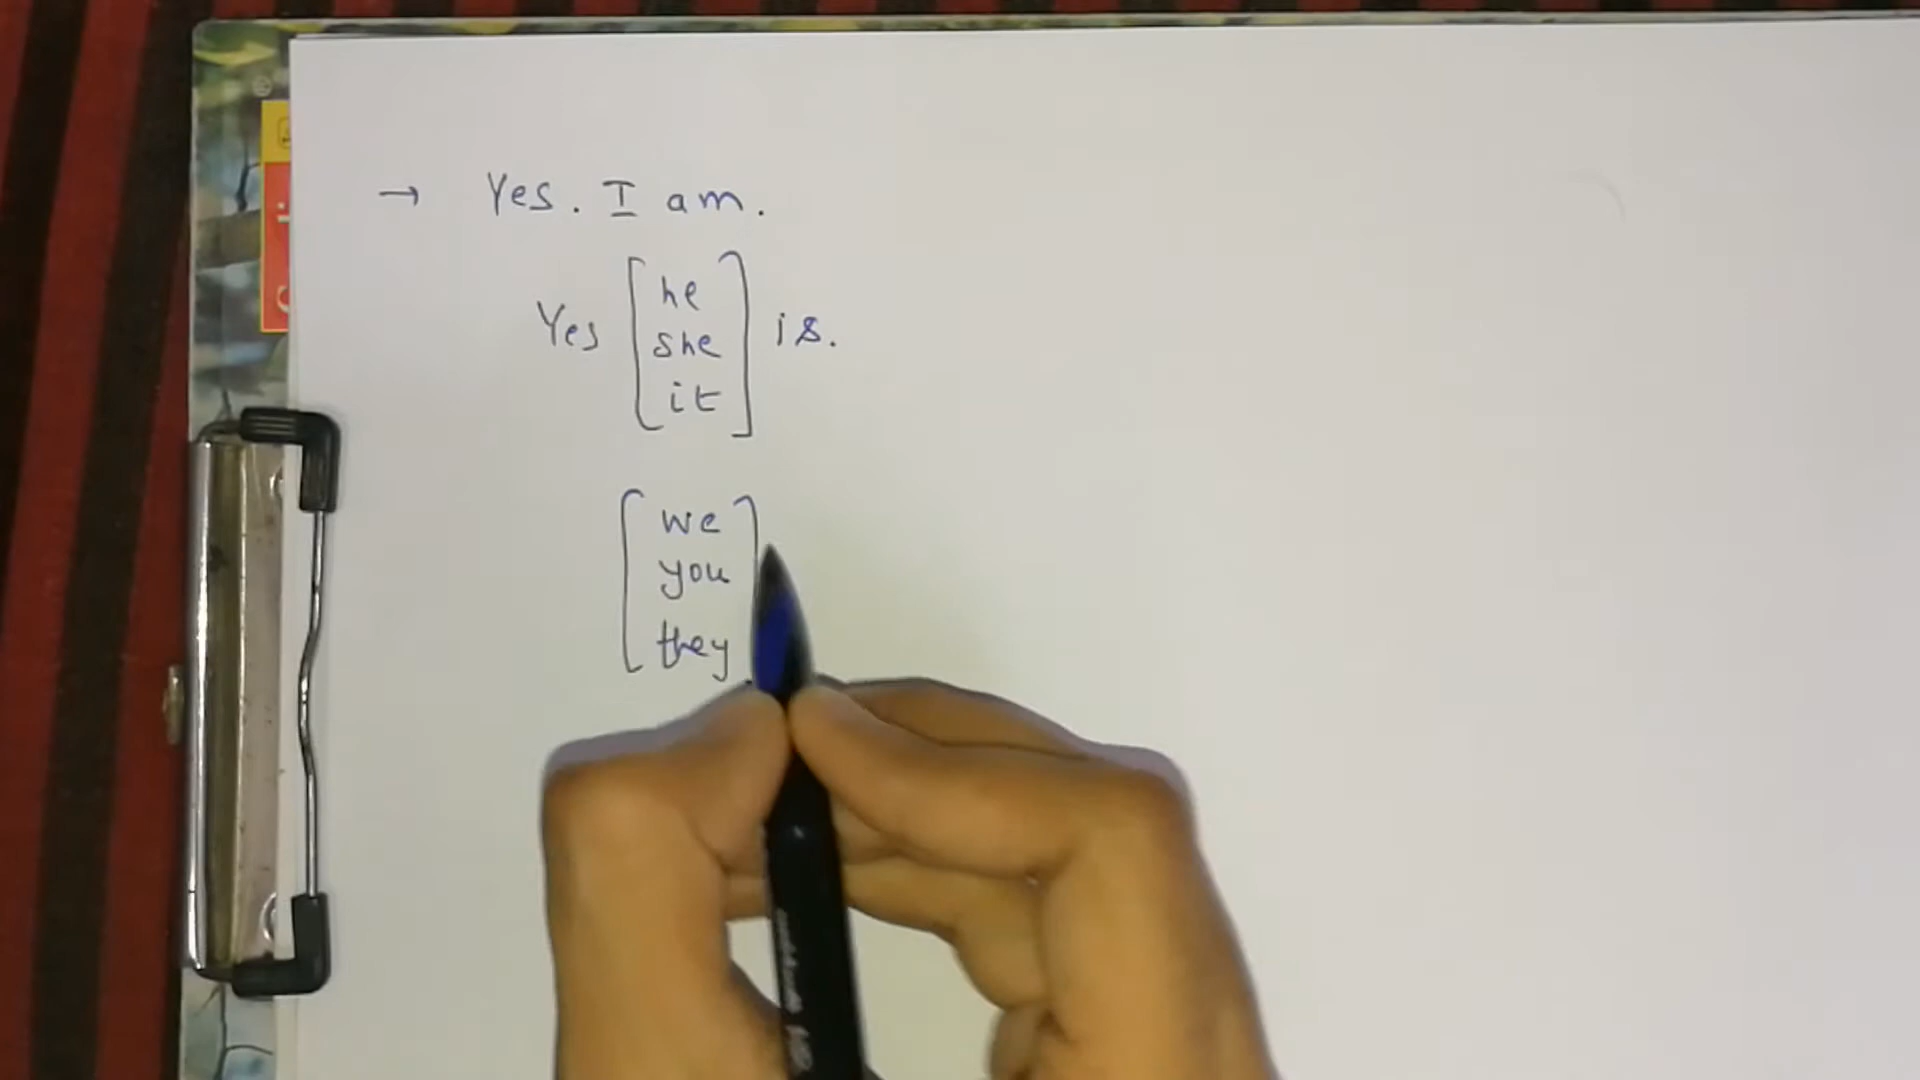 → Yes. I am.
he
Yes she is.
it
we
you
they